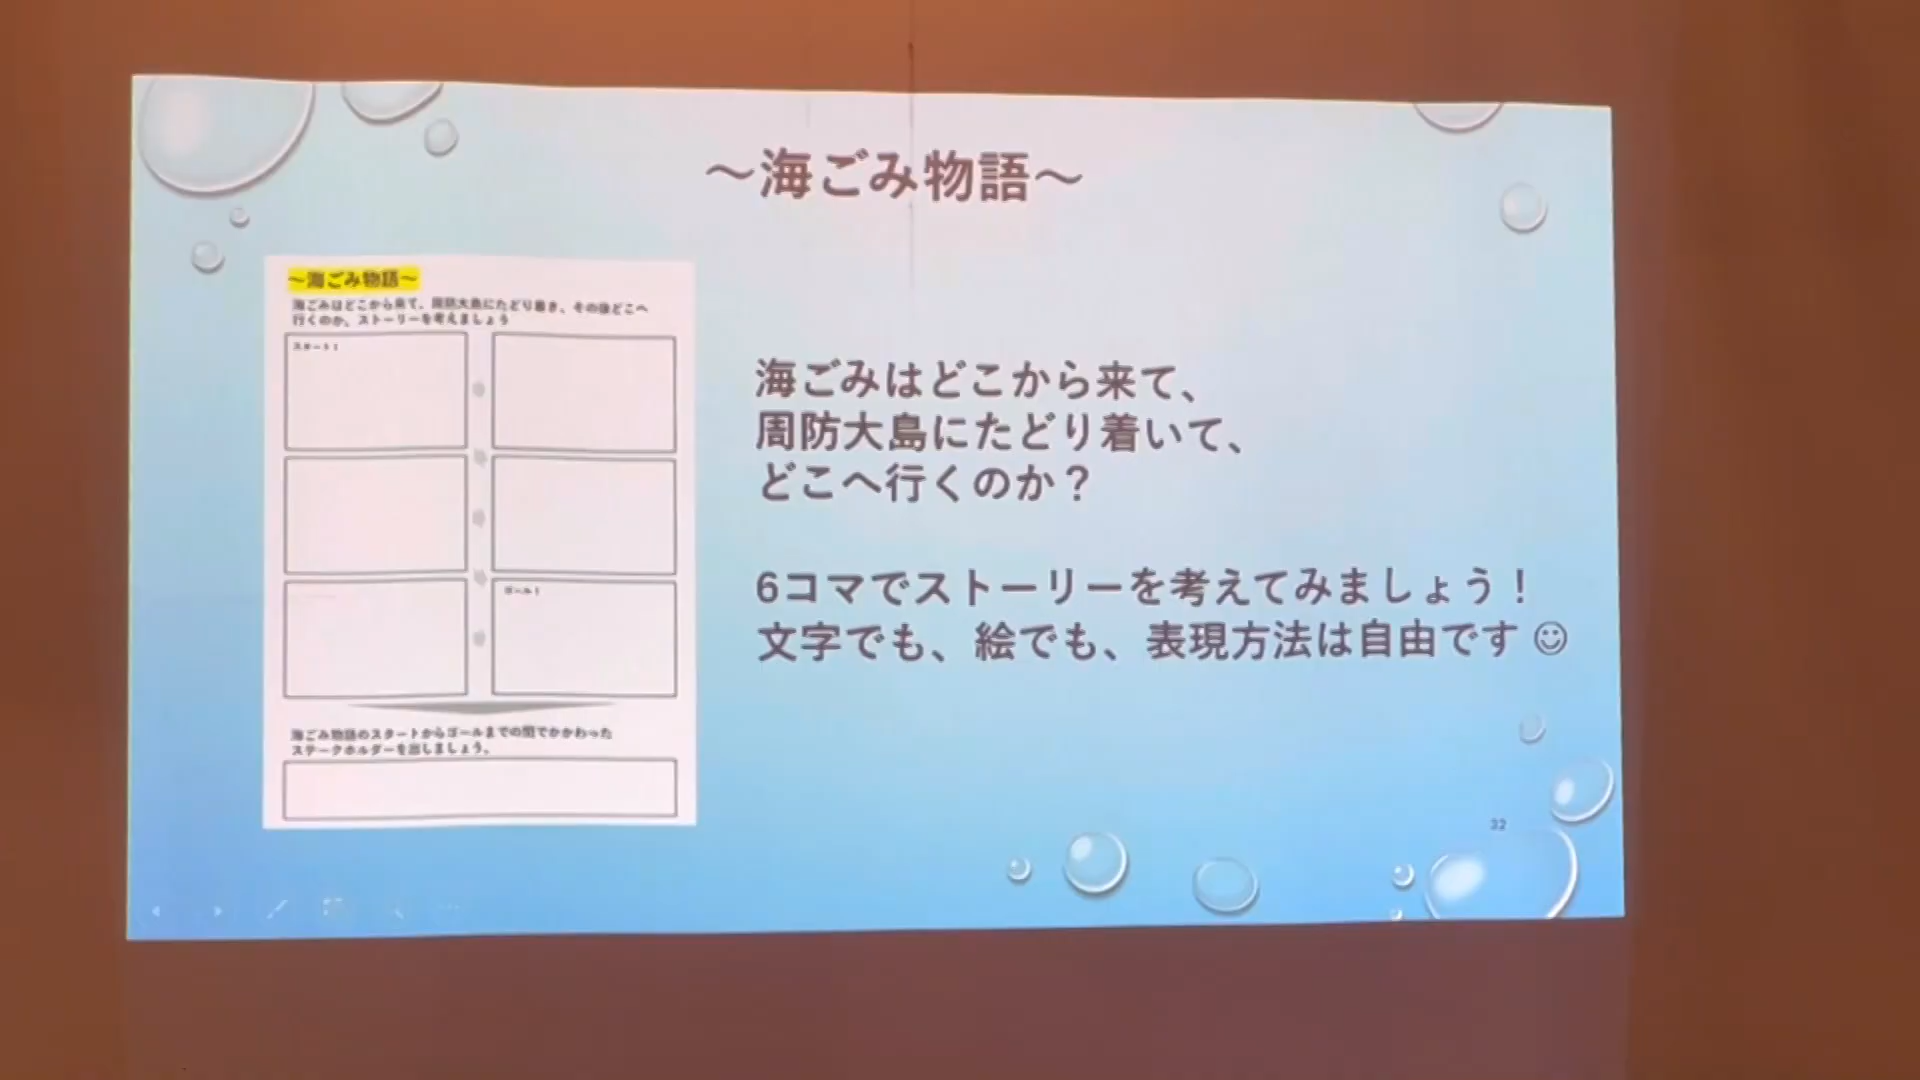 ～海ごみ物語～
～海ごみ物語～
海ごみはどこから来て、周防大島にたどり着き、その後どこへ
行くのか、ストーリーを考えましょう
スタート！
ゴール！
海ごみ物語のスタートからゴールまでの間でかかわった
ステークホルダーを出しましょう。
海ごみはどこから来て、
周防大島にたどり着いて、
どこへ行くのか？
6コマでストーリーを考えてみましょう！
文字でも、絵でも、表現方法は自由です☺
32